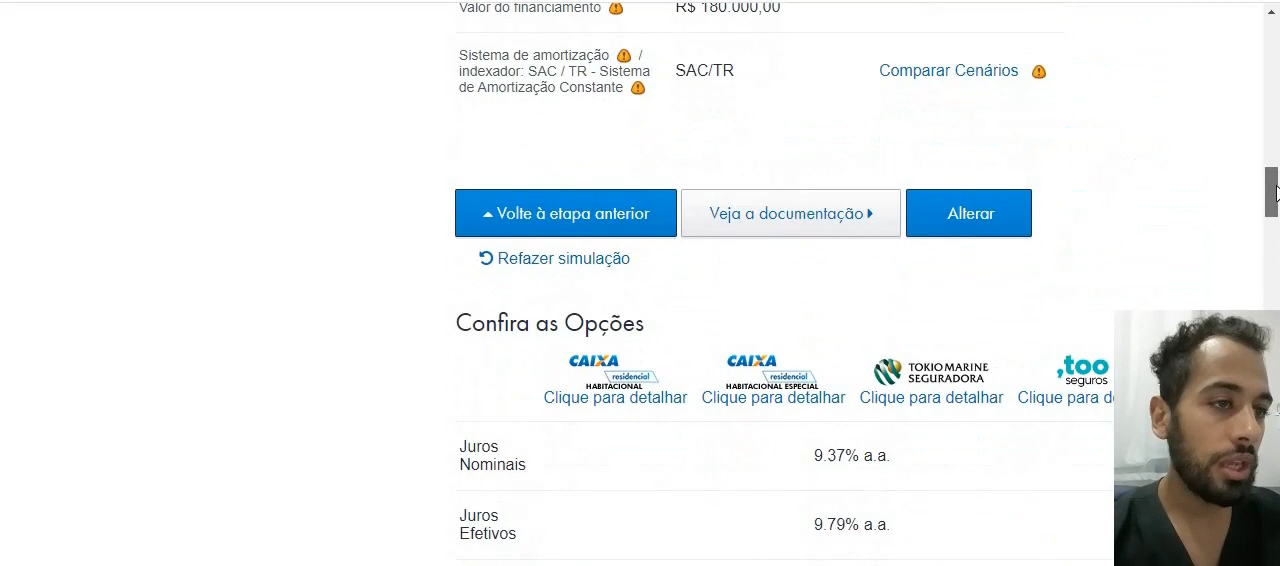 Valor do financiamento R$ 180.000,00
Sistema de amortização /
indexador: SAC / TR - Sistema
de Amortização Constante
SAC/TR
Comparar Cenários
Volte à etapa anterior
Veja a documentação
Alterar
Refazer simulação
Confira as Opções
CAIXA
residencial
HABITACIONAL
Clique para detalhar
CAIXA
residencial
HABITACIONAL ESPECIAL
Clique para detalhar
TOKIO MARINE
SEGURADORA
Clique para detalhar
,too
seguros
Clique para d
Juros
Nominais
9.37% a.a.
Juros
Efetivos
9.79% a.a.